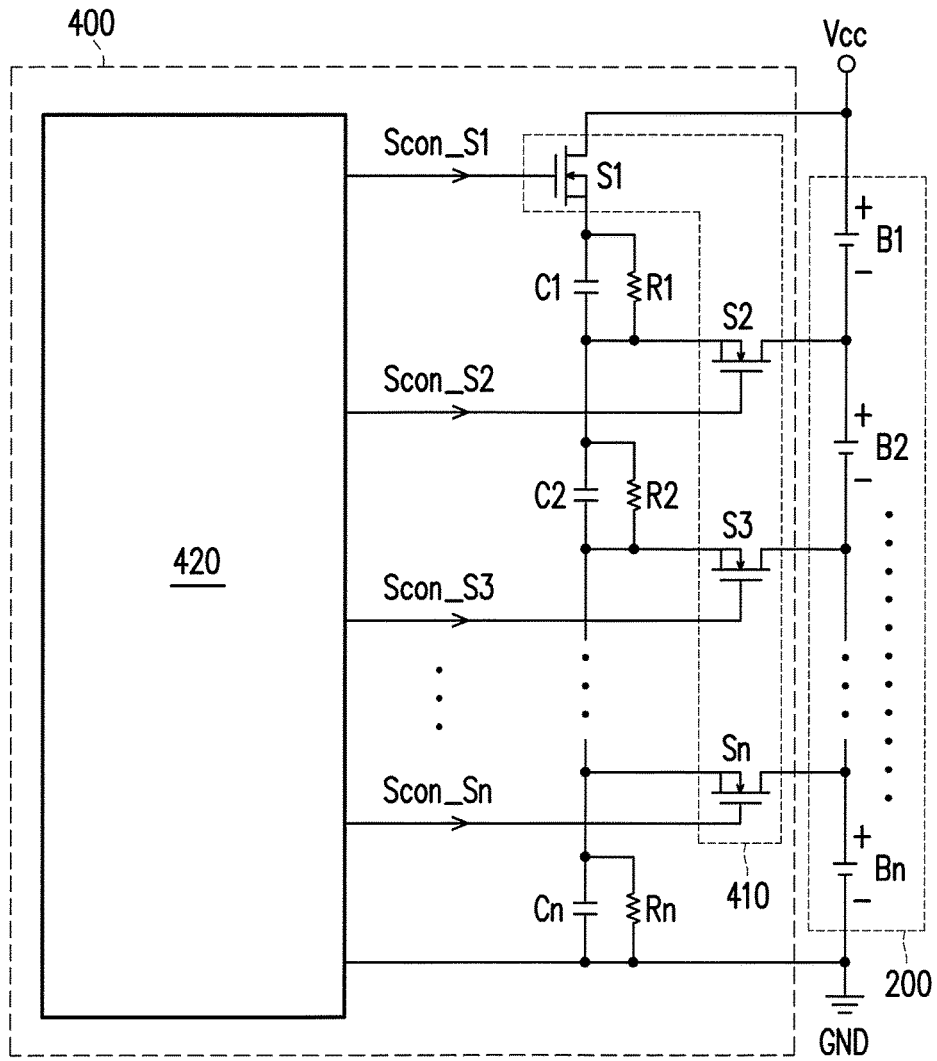 400
Vcc
Scon_S1
S1
+
B1
-
C1
R1
S2
Scon_S2
+
B2
-
C2
R2
S3
420
Scon_S3
Sn
Scon_Sn
+
Bn
-
410
Cn
Rn
200
GND